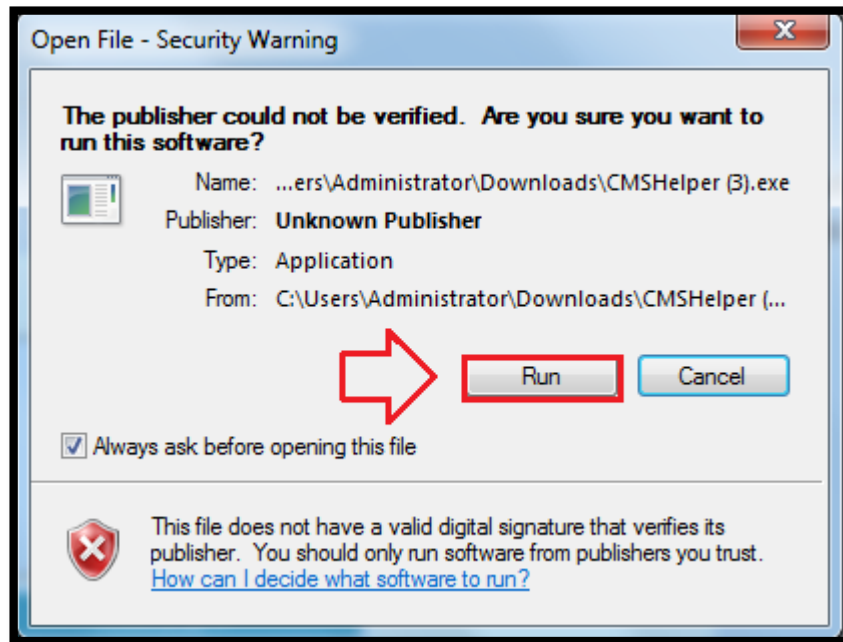 Open File - Security Warning
The publisher could not be verified. Are you sure you want to
run this software?
Name: ...ers\Administrator\Downloads\CMSHelper (3).exe
Publisher: Unknown Publisher
Type: Application
From: C:\Users\Administrator\Downloads\CMSHelper (...
Run Cancel
Always ask before opening this file
This file does not have a valid digital signature that verifies its
publisher. You should only run software from publishers you trust.
How can I decide what software to run?